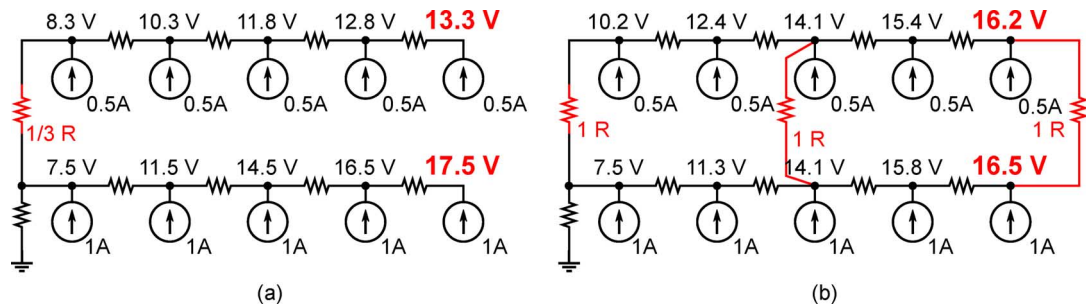 8.3 V 10.3 V 11.8 V 12.8 V 13.3 V
0.5A 0.5A 0.5A 0.5A 0.5A
1/3 R
7.5 V 11.5 V 14.5 V 16.5 V 17.5 V
1A 1A 1A 1A 1A
(a)
10.2 V 12.4 V 14.1 V 15.4 V 16.2 V
0.5A 0.5A 0.5A 0.5A 0.5A
1 R 1 R 1 R
7.5 V 11.3 V 14.1 V 15.8 V 16.5 V
1A 1A 1A 1A 1A
(b)